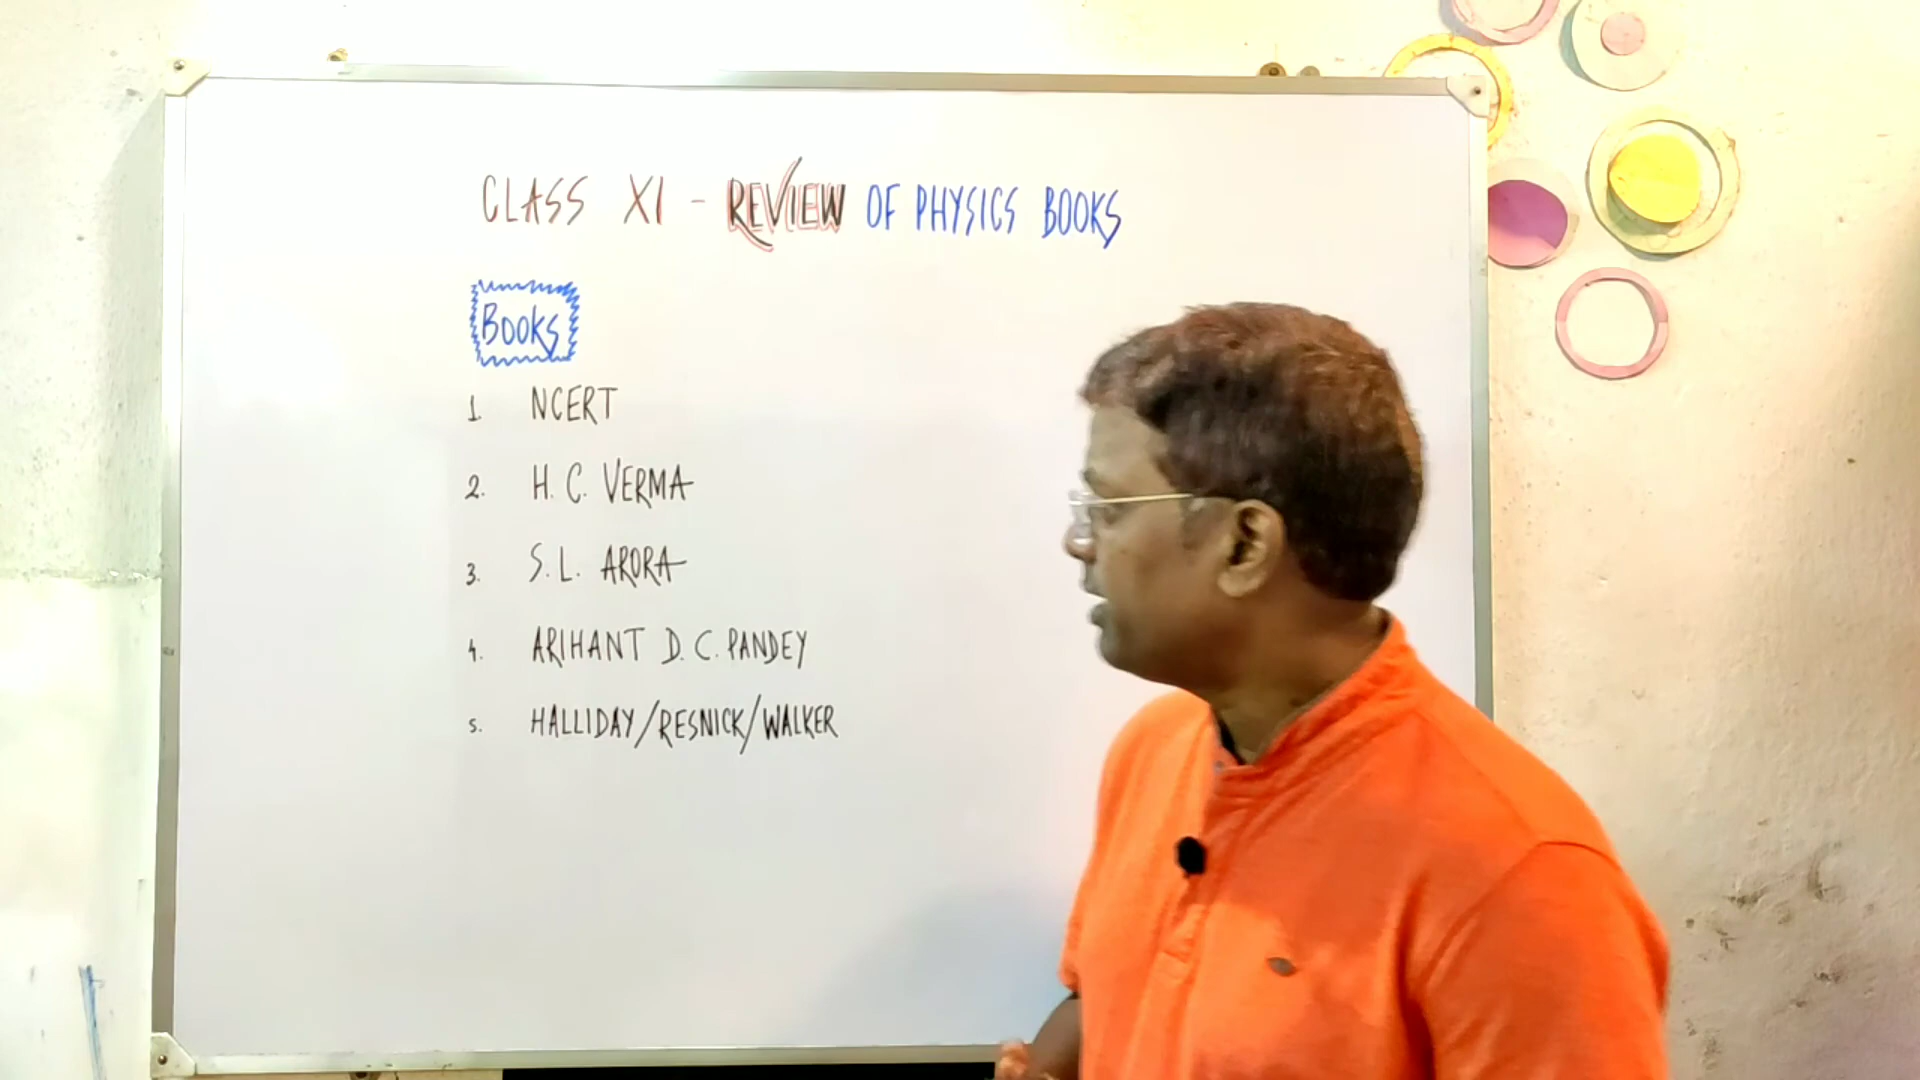 CLASS XI - REVIEW OF PHYSICS BOOKS
BOOKS
1. NCERT
2. H. C. VERMA
3. S. L. ARORA
4. ARIHANT D. C. PANDEY
5. HALLIDAY/RESNICK/WALKER